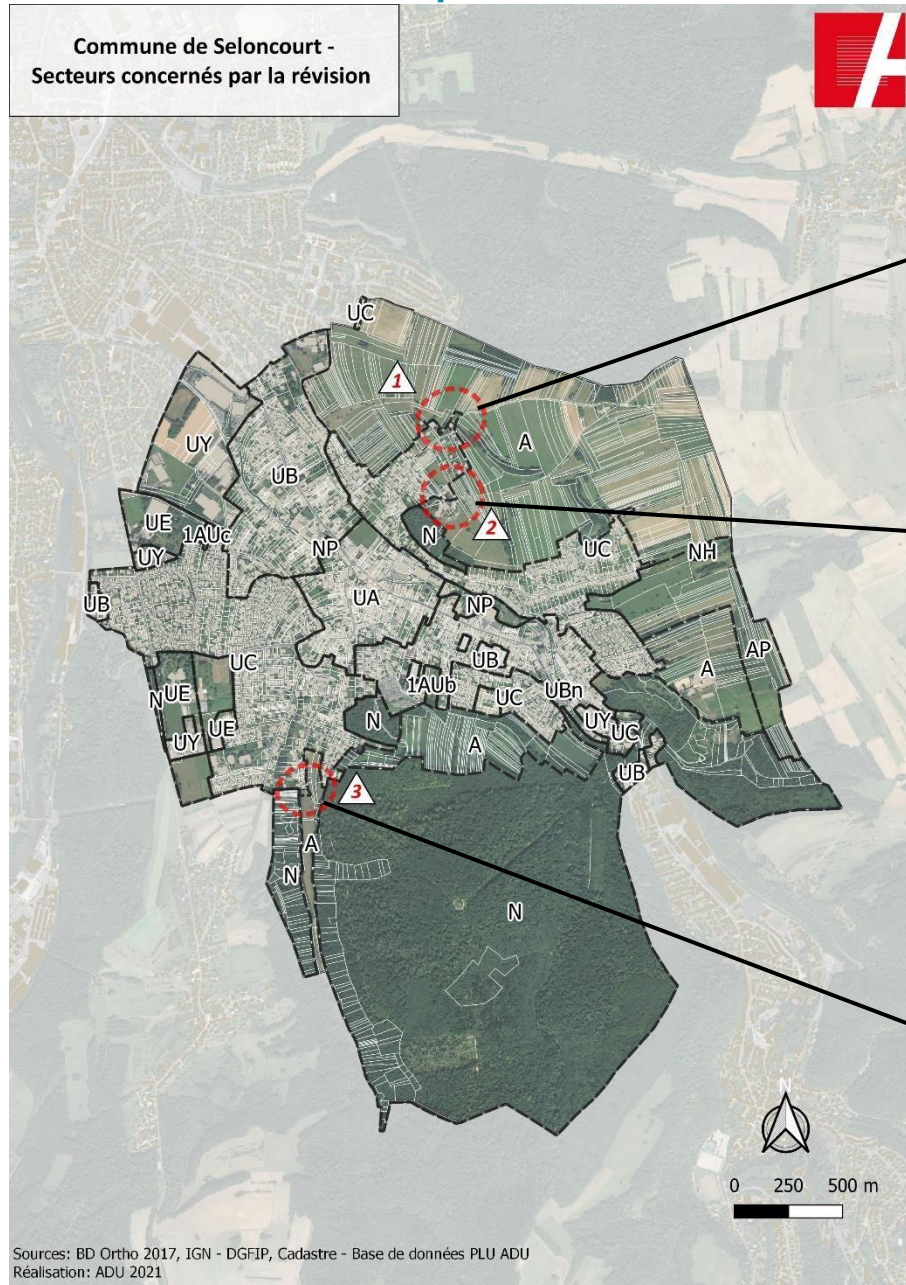 Commune de Seloncourt -
Secteurs concernés par la révision
UC
1
UY
A
UB
UE
1AUc
2
N
UC
NH
UY
NP
UB
UA
NP
UC
UB
A
AP
1AUb
UC
UBn
N
UE
N
UY
UC
UY
UE
A
UB
3
A
N
N
N
0 250 500 m
Sources: BD Ortho 2017, IGN - DGFIP, Cadastre - Base de données PLU ADU
Réalisation: ADU 2021